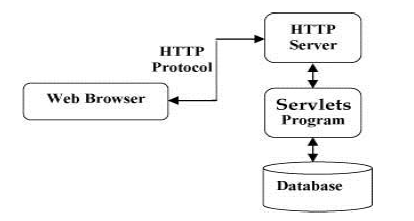 HTTP
Server
HTTP
Protocol
Web Browser
Servlets
Program
Database